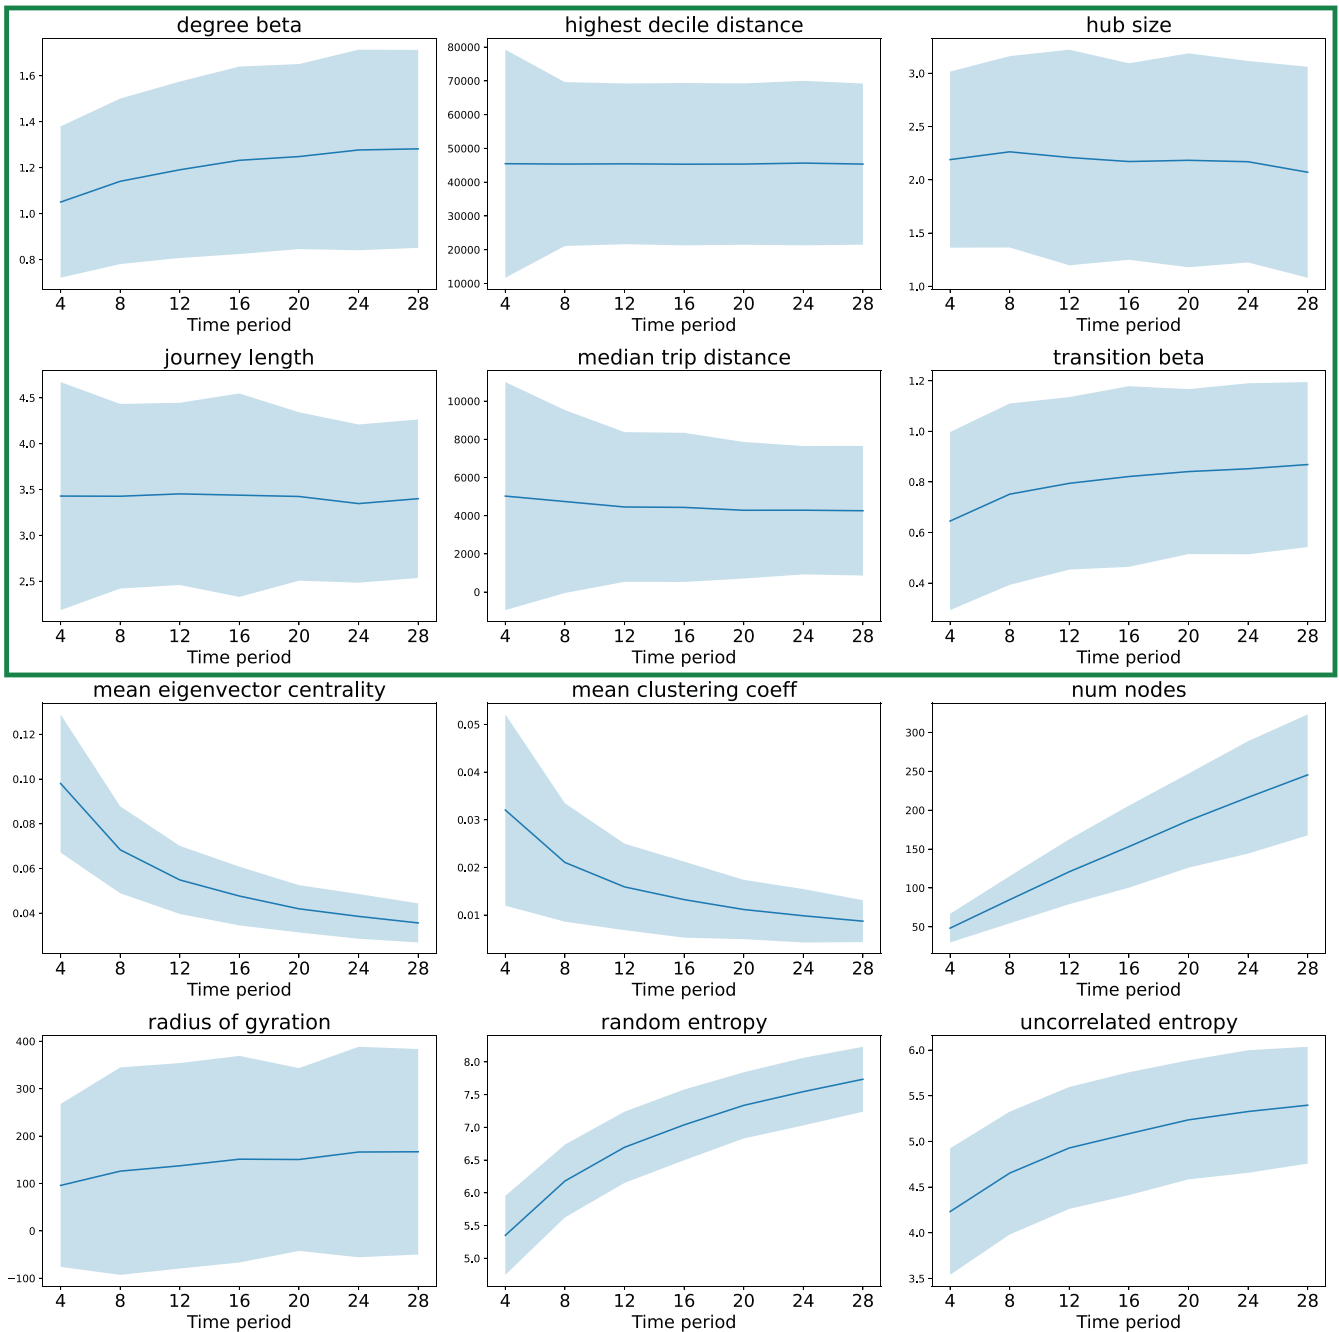 degree beta
1.6
1.4
1.2
1.0
0.8
4 8 12 16 20 24 28
Time period
highest decile distance
80000
70000
60000
50000
40000
30000
20000
10000
4 8 12 16 20 24 28
Time period
hub size
3.0
2.5
2.0
1.5
1.0
4 8 12 16 20 24 28
Time period
journey length
4.5
4.0
3.5
3.0
2.5
4 8 12 16 20 24 28
Time period
median trip distance
10000
8000
6000
4000
2000
0
4 8 12 16 20 24 28
Time period
transition beta
1.2
1.0
0.8
0.6
0.4
4 8 12 16 20 24 28
Time period
mean eigenvector centrality
0.12
0.10
0.08
0.06
0.04
4 8 12 16 20 24 28
Time period
mean clustering coeff
0.05
0.04
0.03
0.02
0.01
4 8 12 16 20 24 28
Time period
num nodes
300
250
200
150
100
50
4 8 12 16 20 24 28
Time period
radius of gyration
400
300
200
100
0
−100
4 8 12 16 20 24 28
Time period
random entropy
8.0
7.5
7.0
6.5
6.0
5.5
5.0
4 8 12 16 20 24 28
Time period
uncorrelated entropy
6.0
5.5
5.0
4.5
4.0
3.5
4 8 12 16 20 24 28
Time period